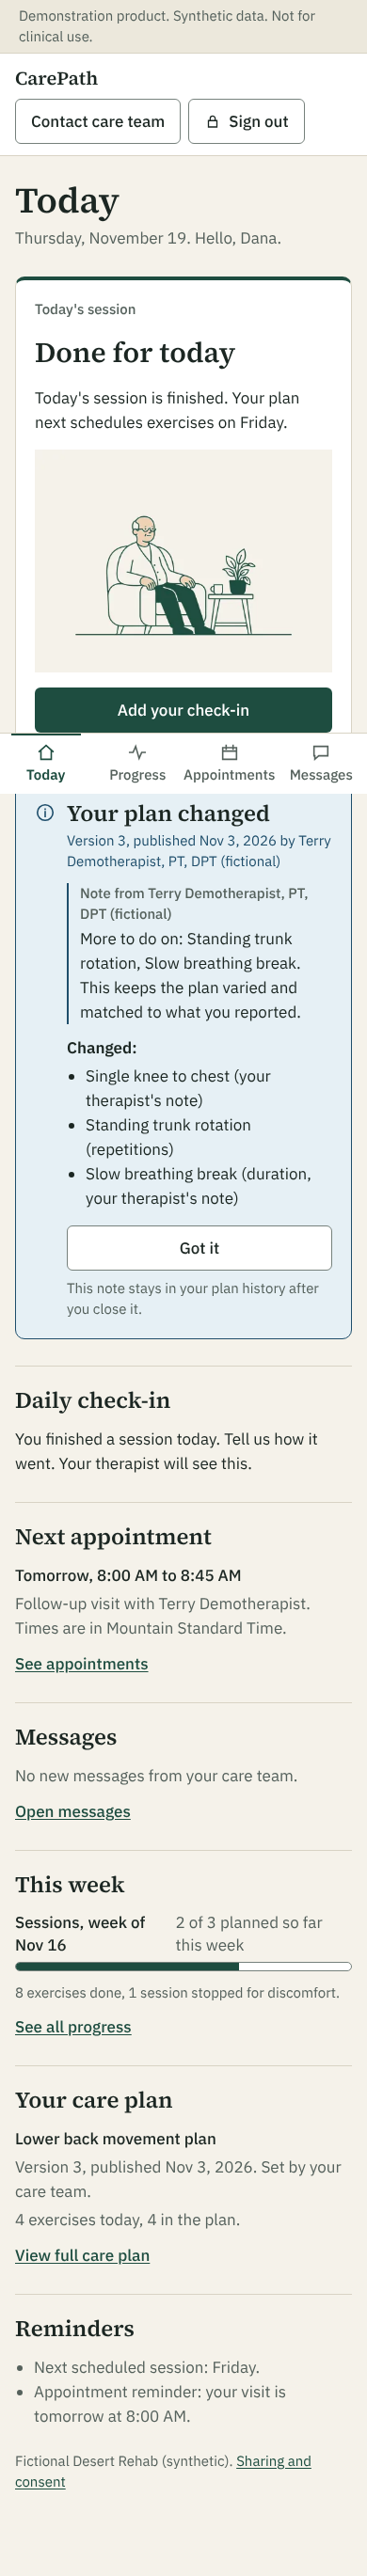 Demonstration product. Synthetic data. Not for
clinical use.
CarePath
Contact care team
Sign out
Today
Thursday, November 19. Hello, Dana.
Today's session
Done for today
Today's session is finished. Your plan
next schedules exercises on Friday.
Add your check-in
Today
Progress
Appointments
Messages
Your plan changed
Version 3, published Nov 3, 2026 by Terry
Demotherapist, PT, DPT (fictional)
Note from Terry Demotherapist, PT,
DPT (fictional)
More to do on: Standing trunk
rotation, Slow breathing break.
This keeps the plan varied and
matched to what you reported.
Changed:
Single knee to chest (your
therapist's note)
Standing trunk rotation
(repetitions)
Slow breathing break (duration,
your therapist's note)
Got it
This note stays in your plan history after
you close it.
Daily check-in
You finished a session today. Tell us how it
went. Your therapist will see this.
Next appointment
Tomorrow, 8:00 AM to 8:45 AM
Follow-up visit with Terry Demotherapist.
Times are in Mountain Standard Time.
See appointments
Messages
No new messages from your care team.
Open messages
This week
Sessions, week of
Nov 16
2 of 3 planned so far
this week
8 exercises done, 1 session stopped for discomfort.
See all progress
Your care plan
Lower back movement plan
Version 3, published Nov 3, 2026. Set by your
care team.
4 exercises today, 4 in the plan.
View full care plan
Reminders
Next scheduled session: Friday.
Appointment reminder: your visit is
tomorrow at 8:00 AM.
Fictional Desert Rehab (synthetic). Sharing and
consent